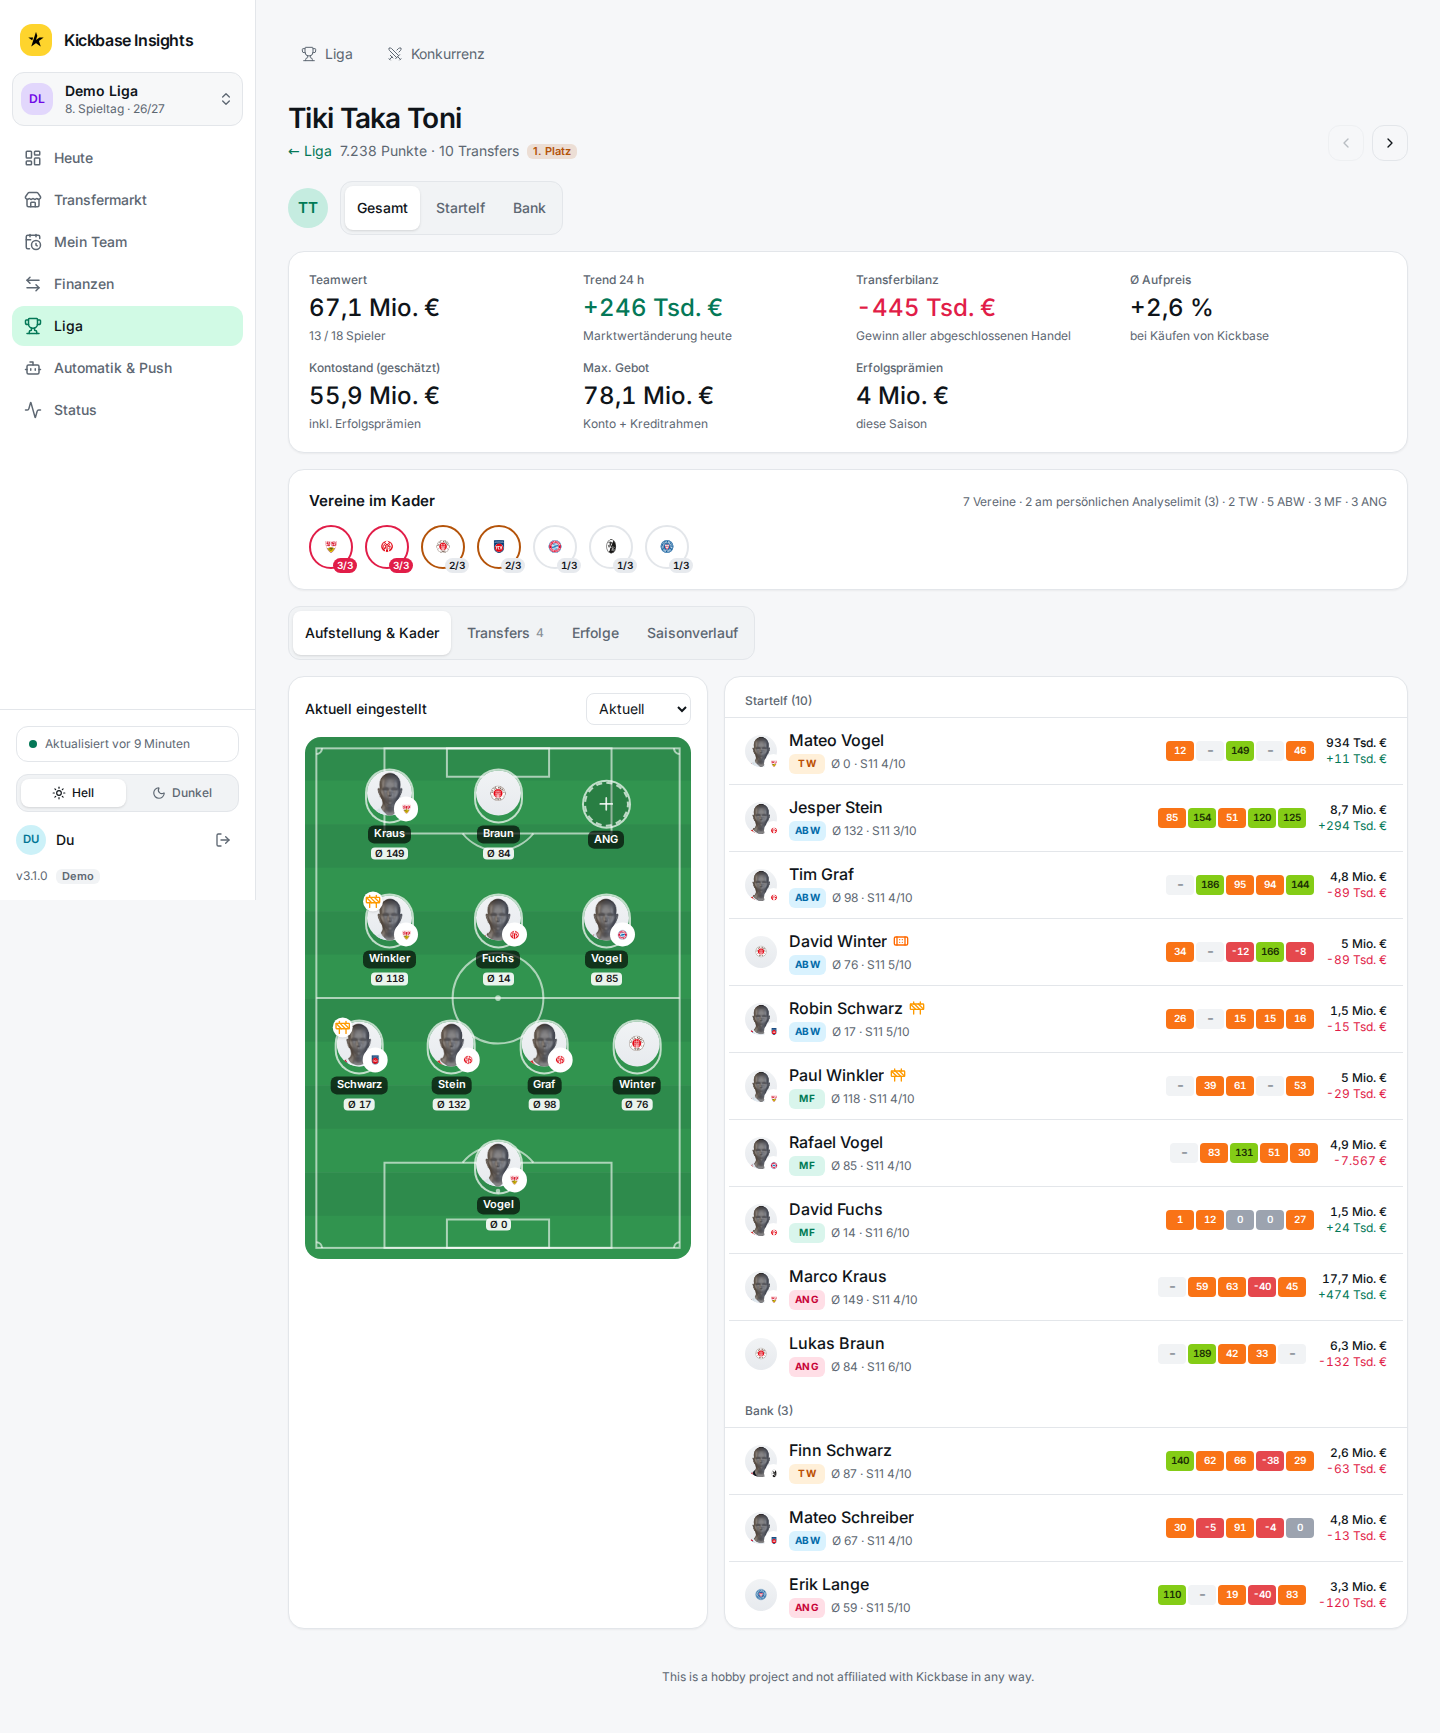 Kickbase Insights
DL
Demo Liga
8. Spieltag · 26/27
Heute
Transfermarkt
Mein Team
Finanzen
Liga
Automatik & Push
Status
Aktualisiert vor 9 Minuten
Hell
Dunkel
DU
Du
v3.1.0
Demo
Liga
Konkurrenz
Tiki Taka Toni
← Liga 7.238 Punkte · 10 Transfers 1. Platz
TT
Gesamt
Startelf
Bank
Teamwert
67,1 Mio. €
13 / 18 Spieler
Trend 24 h
+246 Tsd. €
Marktwertänderung heute
Transferbilanz
-445 Tsd. €
Gewinn aller abgeschlossenen Handel
Ø Aufpreis
+2,6 %
bei Käufen von Kickbase
Kontostand (geschätzt)
55,9 Mio. €
inkl. Erfolgsprämien
Max. Gebot
78,1 Mio. €
Konto + Kreditrahmen
Erfolgsprämien
4 Mio. €
diese Saison
Vereine im Kader
7 Vereine · 2 am persönlichen Analyselimit (3) · 2 TW · 5 ABW · 3 MF · 3 ANG
3/3
3/3
2/3
2/3
1/3
1/3
1/3
Aufstellung & Kader
Transfers 4
Erfolge
Saisonverlauf
Aktuell eingestellt
Aktuell
Kraus
Ø 149
Braun
Ø 84
ANG
Winkler
Ø 118
Fuchs
Ø 14
Vogel
Ø 85
Schwarz
Ø 17
Stein
Ø 132
Graf
Ø 98
Winter
Ø 76
Vogel
Ø 0
Startelf (10)
Mateo Vogel
TW Ø 0 · S11 4/10
12 – 149 – 46
934 Tsd. €
+11 Tsd. €
Jesper Stein
ABW Ø 132 · S11 3/10
85 154 51 120 125
8,7 Mio. €
+294 Tsd. €
Tim Graf
ABW Ø 98 · S11 4/10
– 186 95 94 144
4,8 Mio. €
-89 Tsd. €
David Winter
ABW Ø 76 · S11 5/10
34 – -12 166 -8
5 Mio. €
-89 Tsd. €
Robin Schwarz
ABW Ø 17 · S11 5/10
26 – 15 15 16
1,5 Mio. €
-15 Tsd. €
Paul Winkler
MF Ø 118 · S11 4/10
– 39 61 – 53
5 Mio. €
-29 Tsd. €
Rafael Vogel
MF Ø 85 · S11 4/10
– 83 131 51 30
4,9 Mio. €
-7.567 €
David Fuchs
MF Ø 14 · S11 6/10
1 12 0 0 27
1,5 Mio. €
+24 Tsd. €
Marco Kraus
ANG Ø 149 · S11 4/10
– 59 63 -40 45
17,7 Mio. €
+474 Tsd. €
Lukas Braun
ANG Ø 84 · S11 6/10
– 189 42 33 –
6,3 Mio. €
-132 Tsd. €
Bank (3)
Finn Schwarz
TW Ø 87 · S11 4/10
140 62 66 -38 29
2,6 Mio. €
-63 Tsd. €
Mateo Schreiber
ABW Ø 67 · S11 4/10
30 -5 91 -4 0
4,8 Mio. €
-13 Tsd. €
Erik Lange
ANG Ø 59 · S11 5/10
110 – 19 -40 83
3,3 Mio. €
-120 Tsd. €
This is a hobby project and not affiliated with Kickbase in any way.